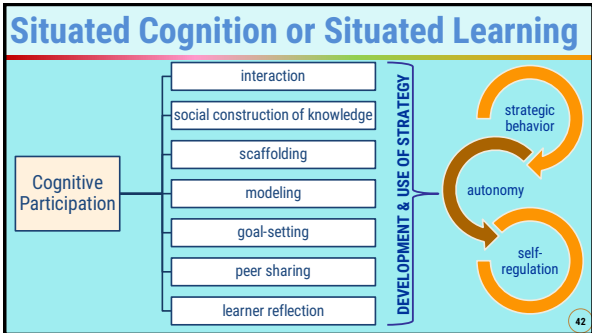 Situated Cognition or Situated Learning
Cognitive
Participation
interaction
social construction of knowledge
scaffolding
modeling
goal-setting
peer sharing
learner reflection
DEVELOPMENT & USE OF STRATEGY
strategic
behavior
autonomy
self-
regulation
42